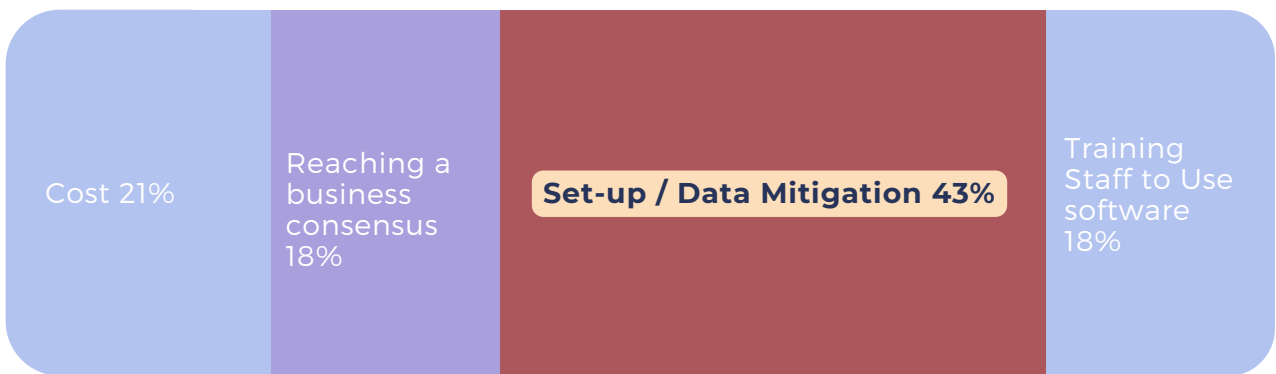 Cost 21%
Reaching a
business
consensus
18%
Set-up / Data Mitigation 43%
Training
Staff to Use
software
18%